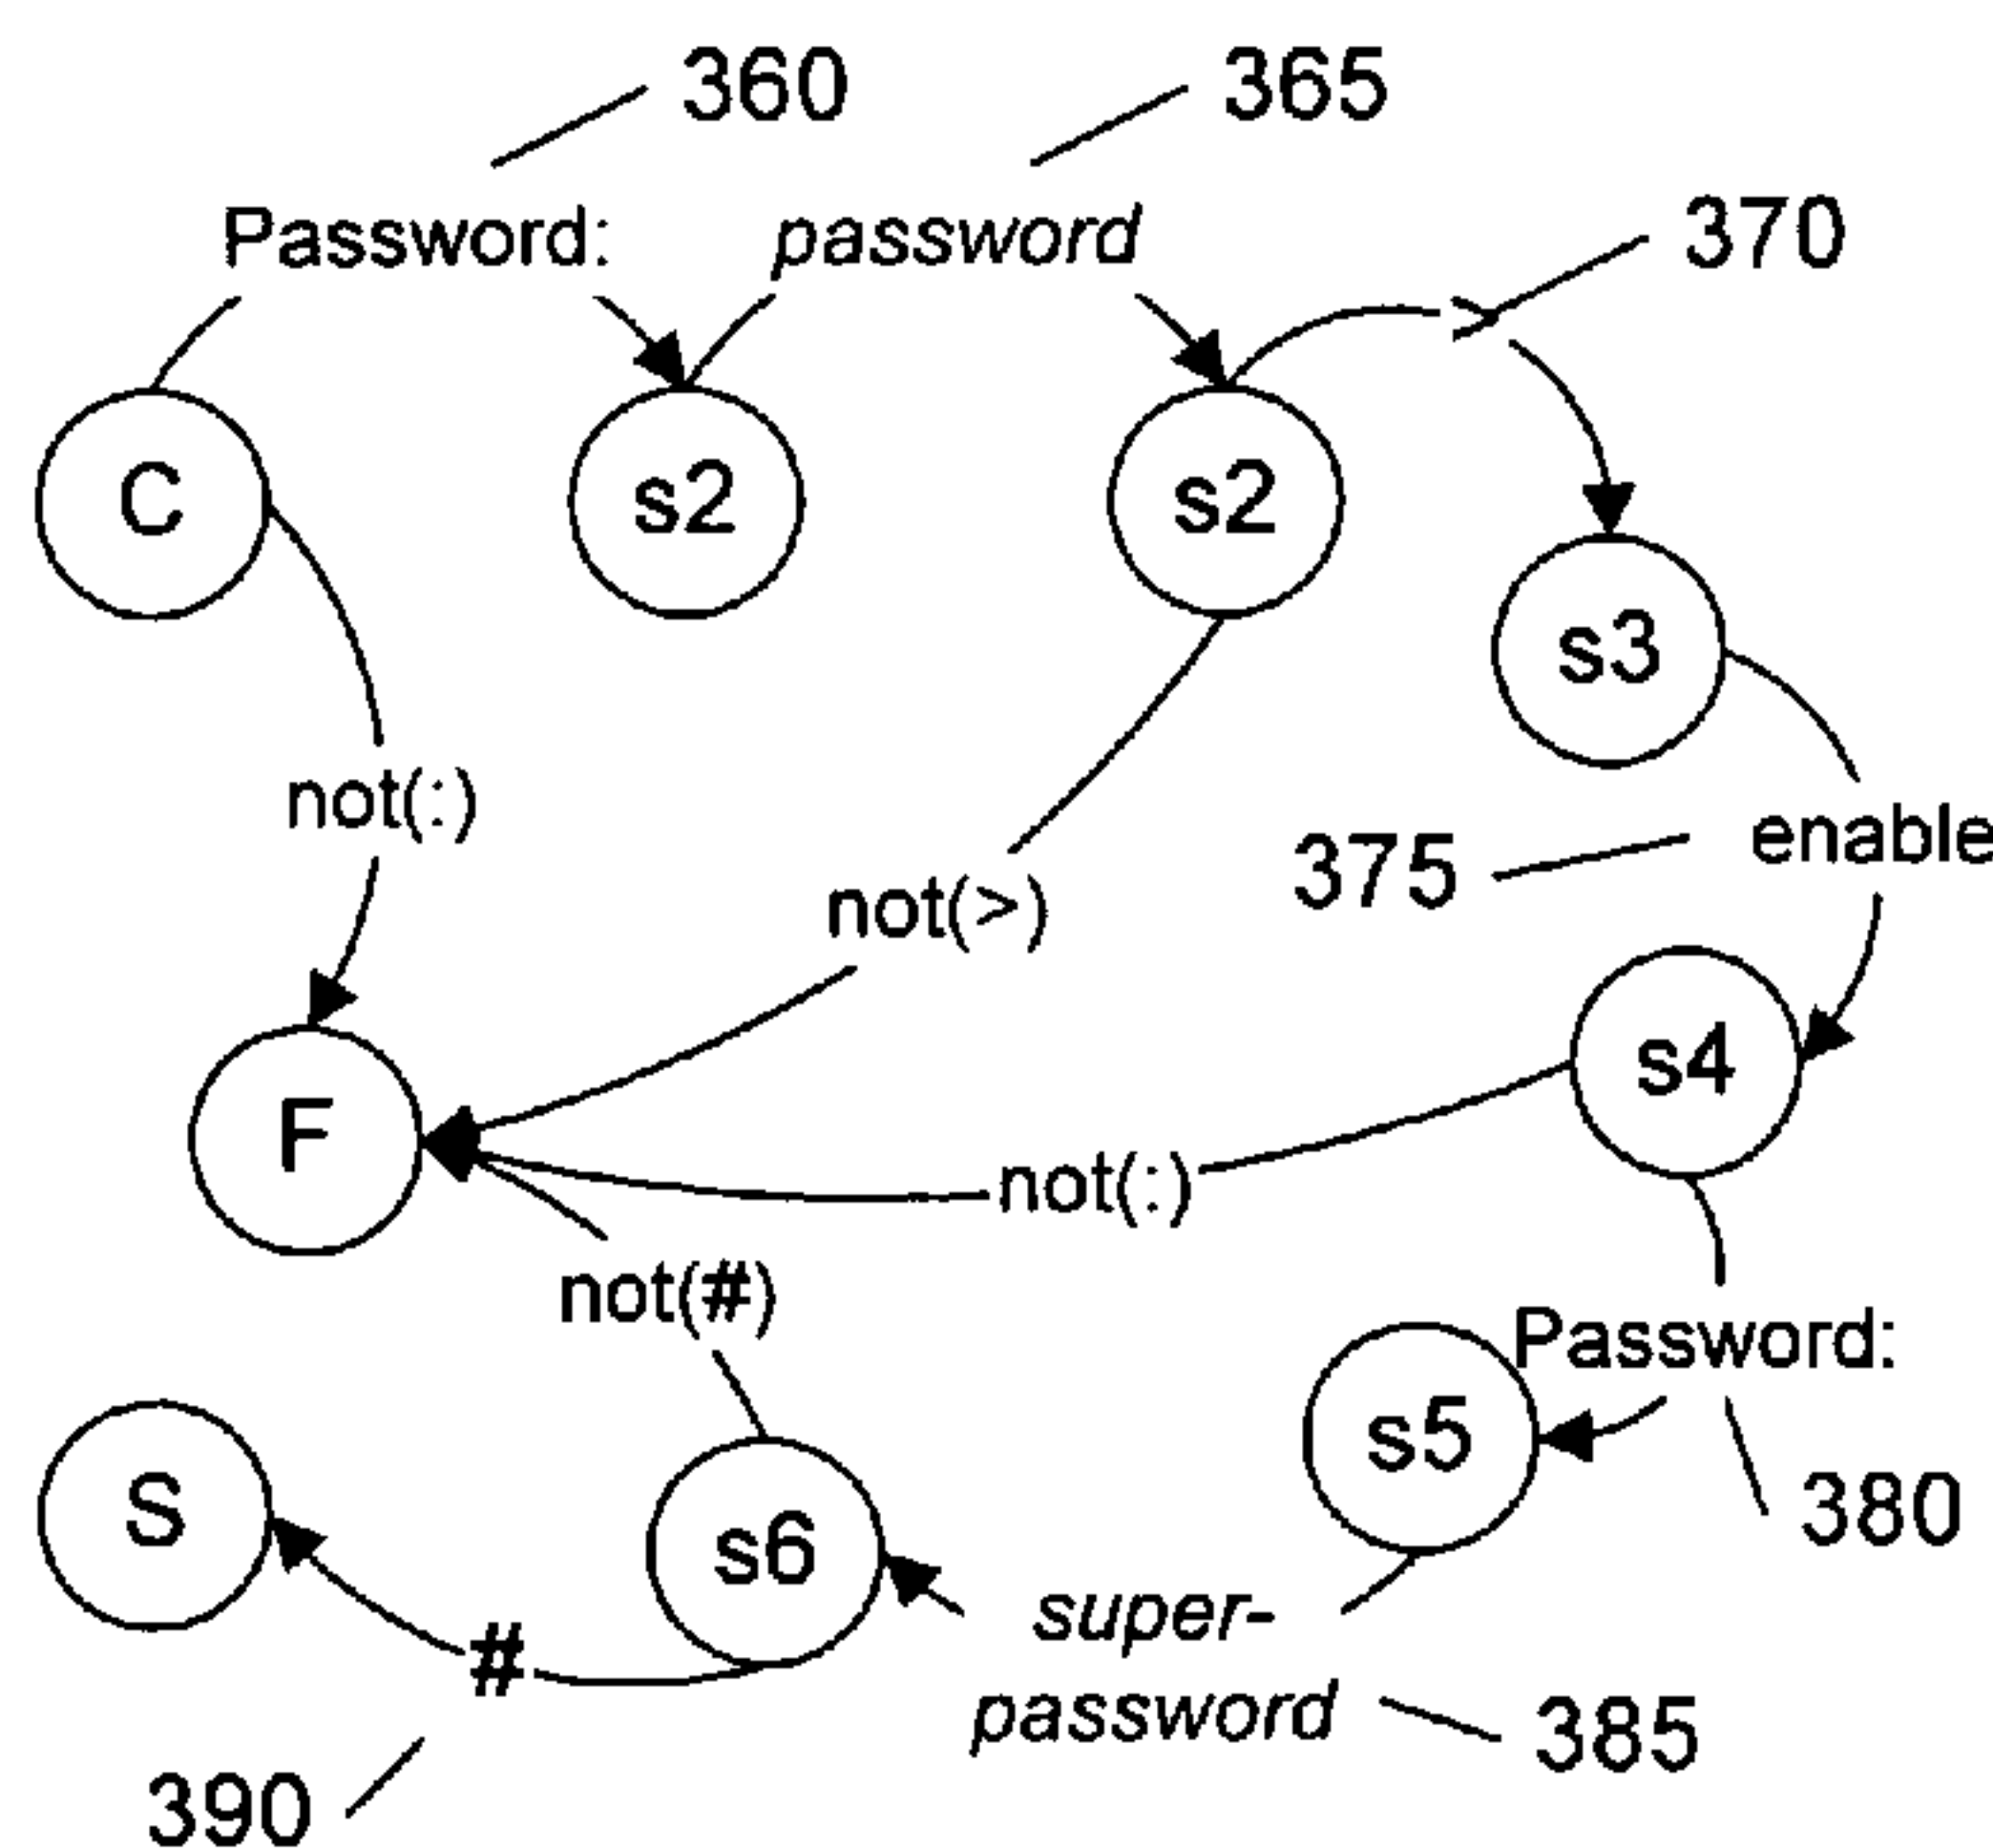 360
365
370
Password:
password
>
C
s2
s2
s3
not(:)
not(>)
375
enable
F
s4
not(:)
not(#)
Password:
s5
380
S
s6
super-
password
#
385
390